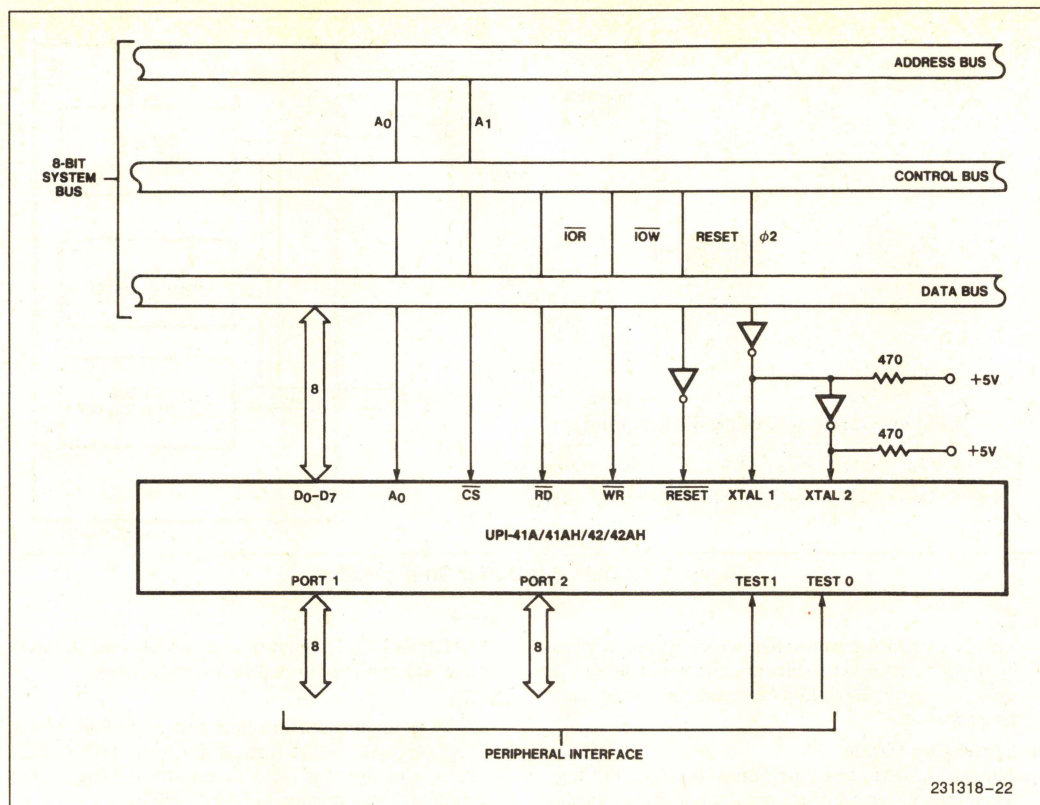 ADDRESS BUS
A0 A1
8-BIT
SYSTEM
BUS
CONTROL BUS
IOR IOW RESET ϕ2
DATA BUS
8
470
+5V
470
+5V
D0-D7 A0 CS RD WR RESET XTAL 1 XTAL 2
UPI-41A/41AH/42/42AH
PORT 1 PORT 2 TEST1 TEST 0
8 8
PERIPHERAL INTERFACE
231318-22